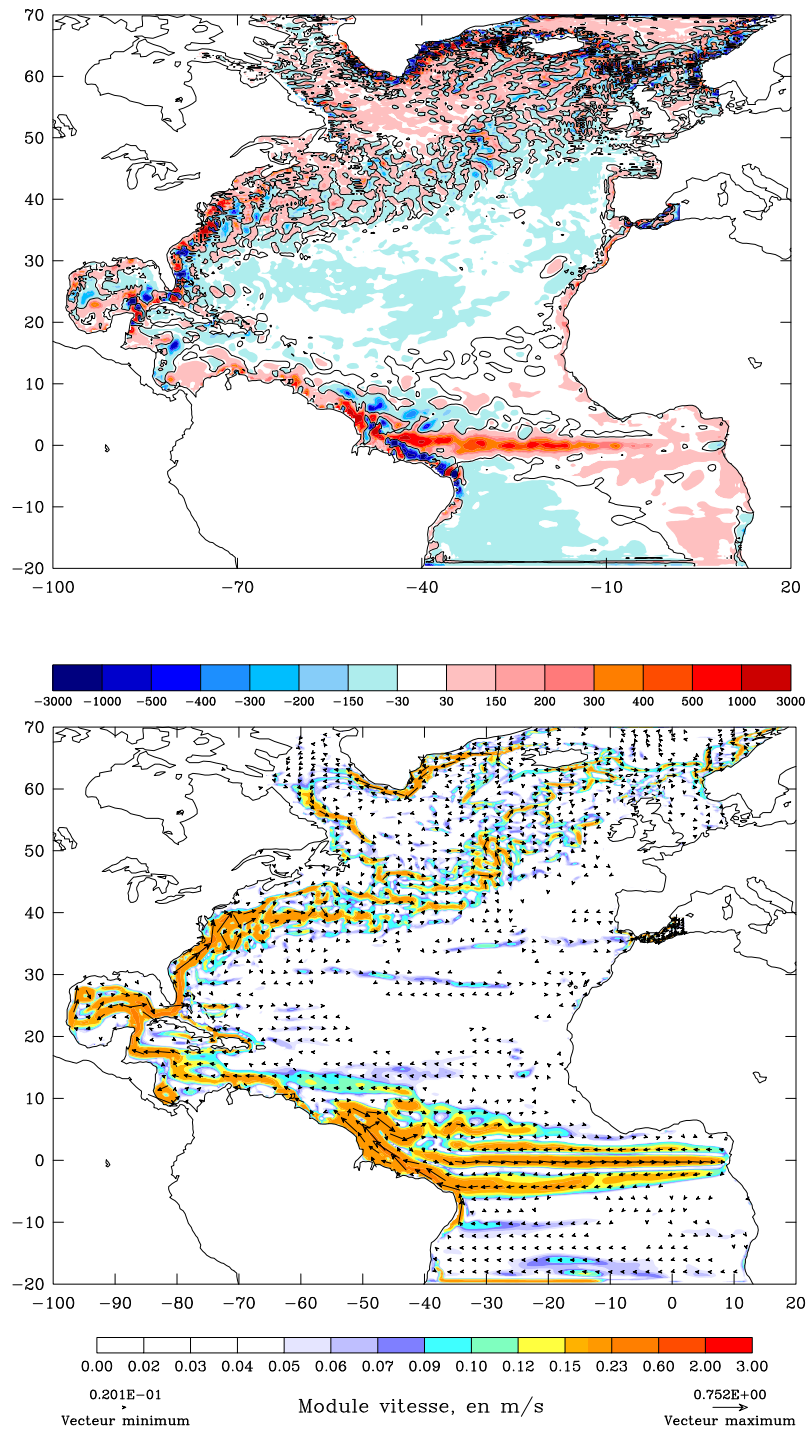 70
60
50
40
30
20
10
0
−10
−20
−100 −70 −40 −10 20
−3000 −1000 −500 −400 −300 −200 −150 −30 30 150 200 300 400 500 1000 3000
70
60
50
40
30
20
10
0
−10
−20
−100 −90 −80 −70 −60 −50 −40 −30 −20 −10 0 10 20
0.00 0.02 0.03 0.04 0.05 0.06 0.07 0.09 0.10 0.12 0.15 0.23 0.60 2.00 3.00
0.201E−01
Vecteur minimum
Module vitesse, en m/s
0.752E+00
Vecteur maximum